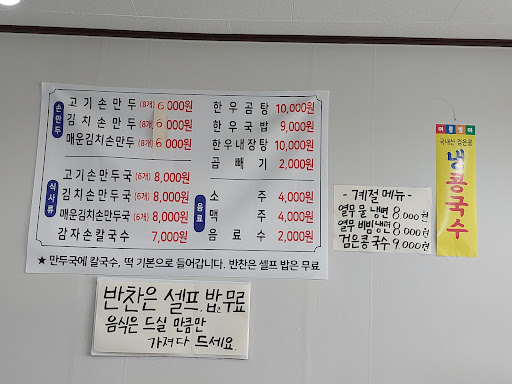 손만두
고기손만두 (8개) 6,000원
김치손만두 (8개) 6,000원
매운김치손만두 (8개) 6,000원
식사류
고기손만두국 (6개) 8,000원
김치손만두국 (6개) 8,000원
매운김치손만두국 (6개) 8,000원
감자손칼국수 7,000원
한우곰탕 10,000원
한우국밥 9,000원
한우내장탕 10,000원
곱빼기 2,000원
음료
소주 4,000원
맥주 4,000원
음료수 2,000원
★ 만두국에 칼국수, 떡 기본으로 들어갑니다. 반찬은 셀프 밥은 무료
반찬은 셀프. 밥은 무료
음식은 드실 만큼만
가져다 드세요.
- 계절 메뉴 -
열무 물 냉면 8,000원
열무 비빔 냉면 8,000원
검은콩 국수 9,000원
여름별미
국내산 검은콩
냉콩국수